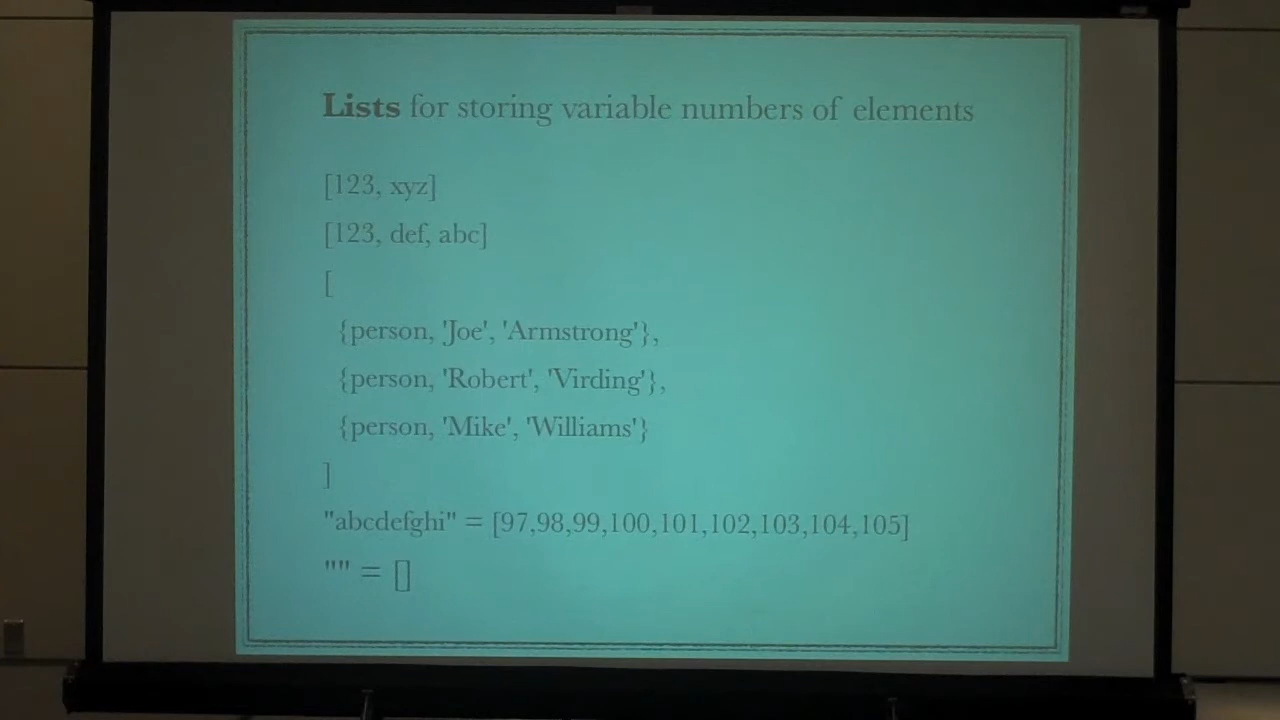 Lists for storing variable numbers of elements
[123, xyz]
[123, def, abc]
[
{person, 'Joe', 'Armstrong'},
{person, 'Robert', 'Virding'},
{person, 'Mike', 'Williams'}
]
"abcdefghi" = [97,98,99,100,101,102,103,104,105]
"" = []